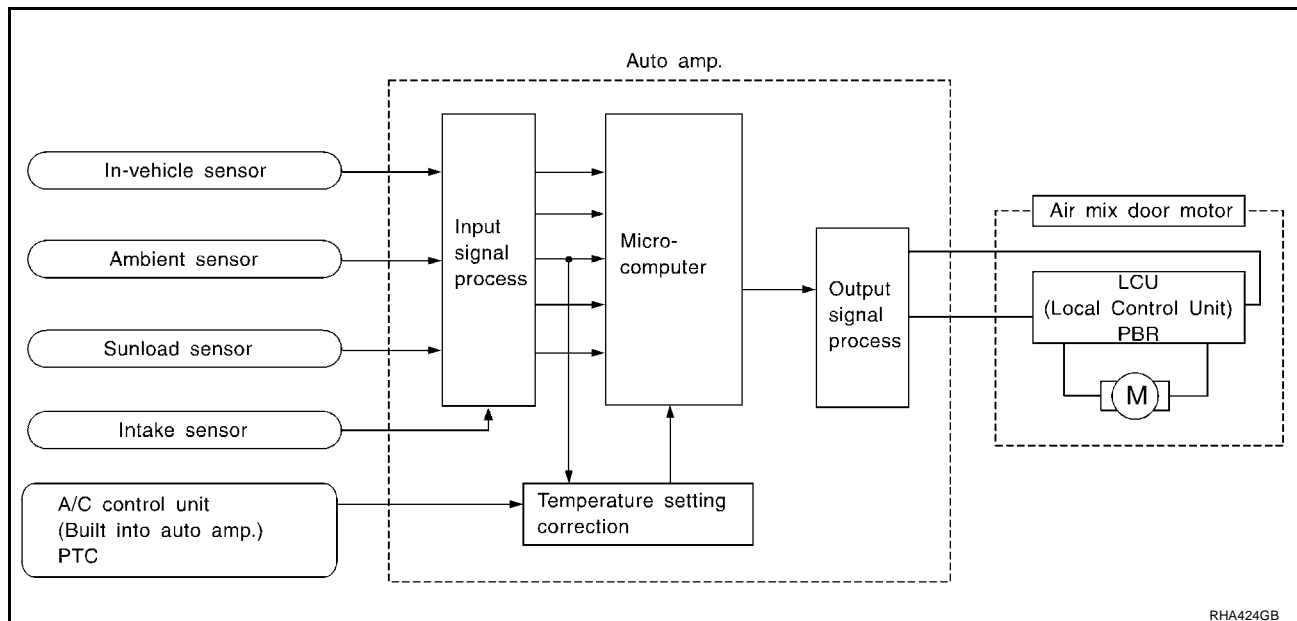 Auto amp.
In-vehicle sensor
Ambient sensor
Sunload sensor
Intake sensor
A/C control unit
(Built into auto amp.)
PTC
Input
signal
process
Micro-
computer
Temperature setting
correction
Output
signal
process
Air mix door motor
LCU
(Local Control Unit)
PBR
M
RHA424GB